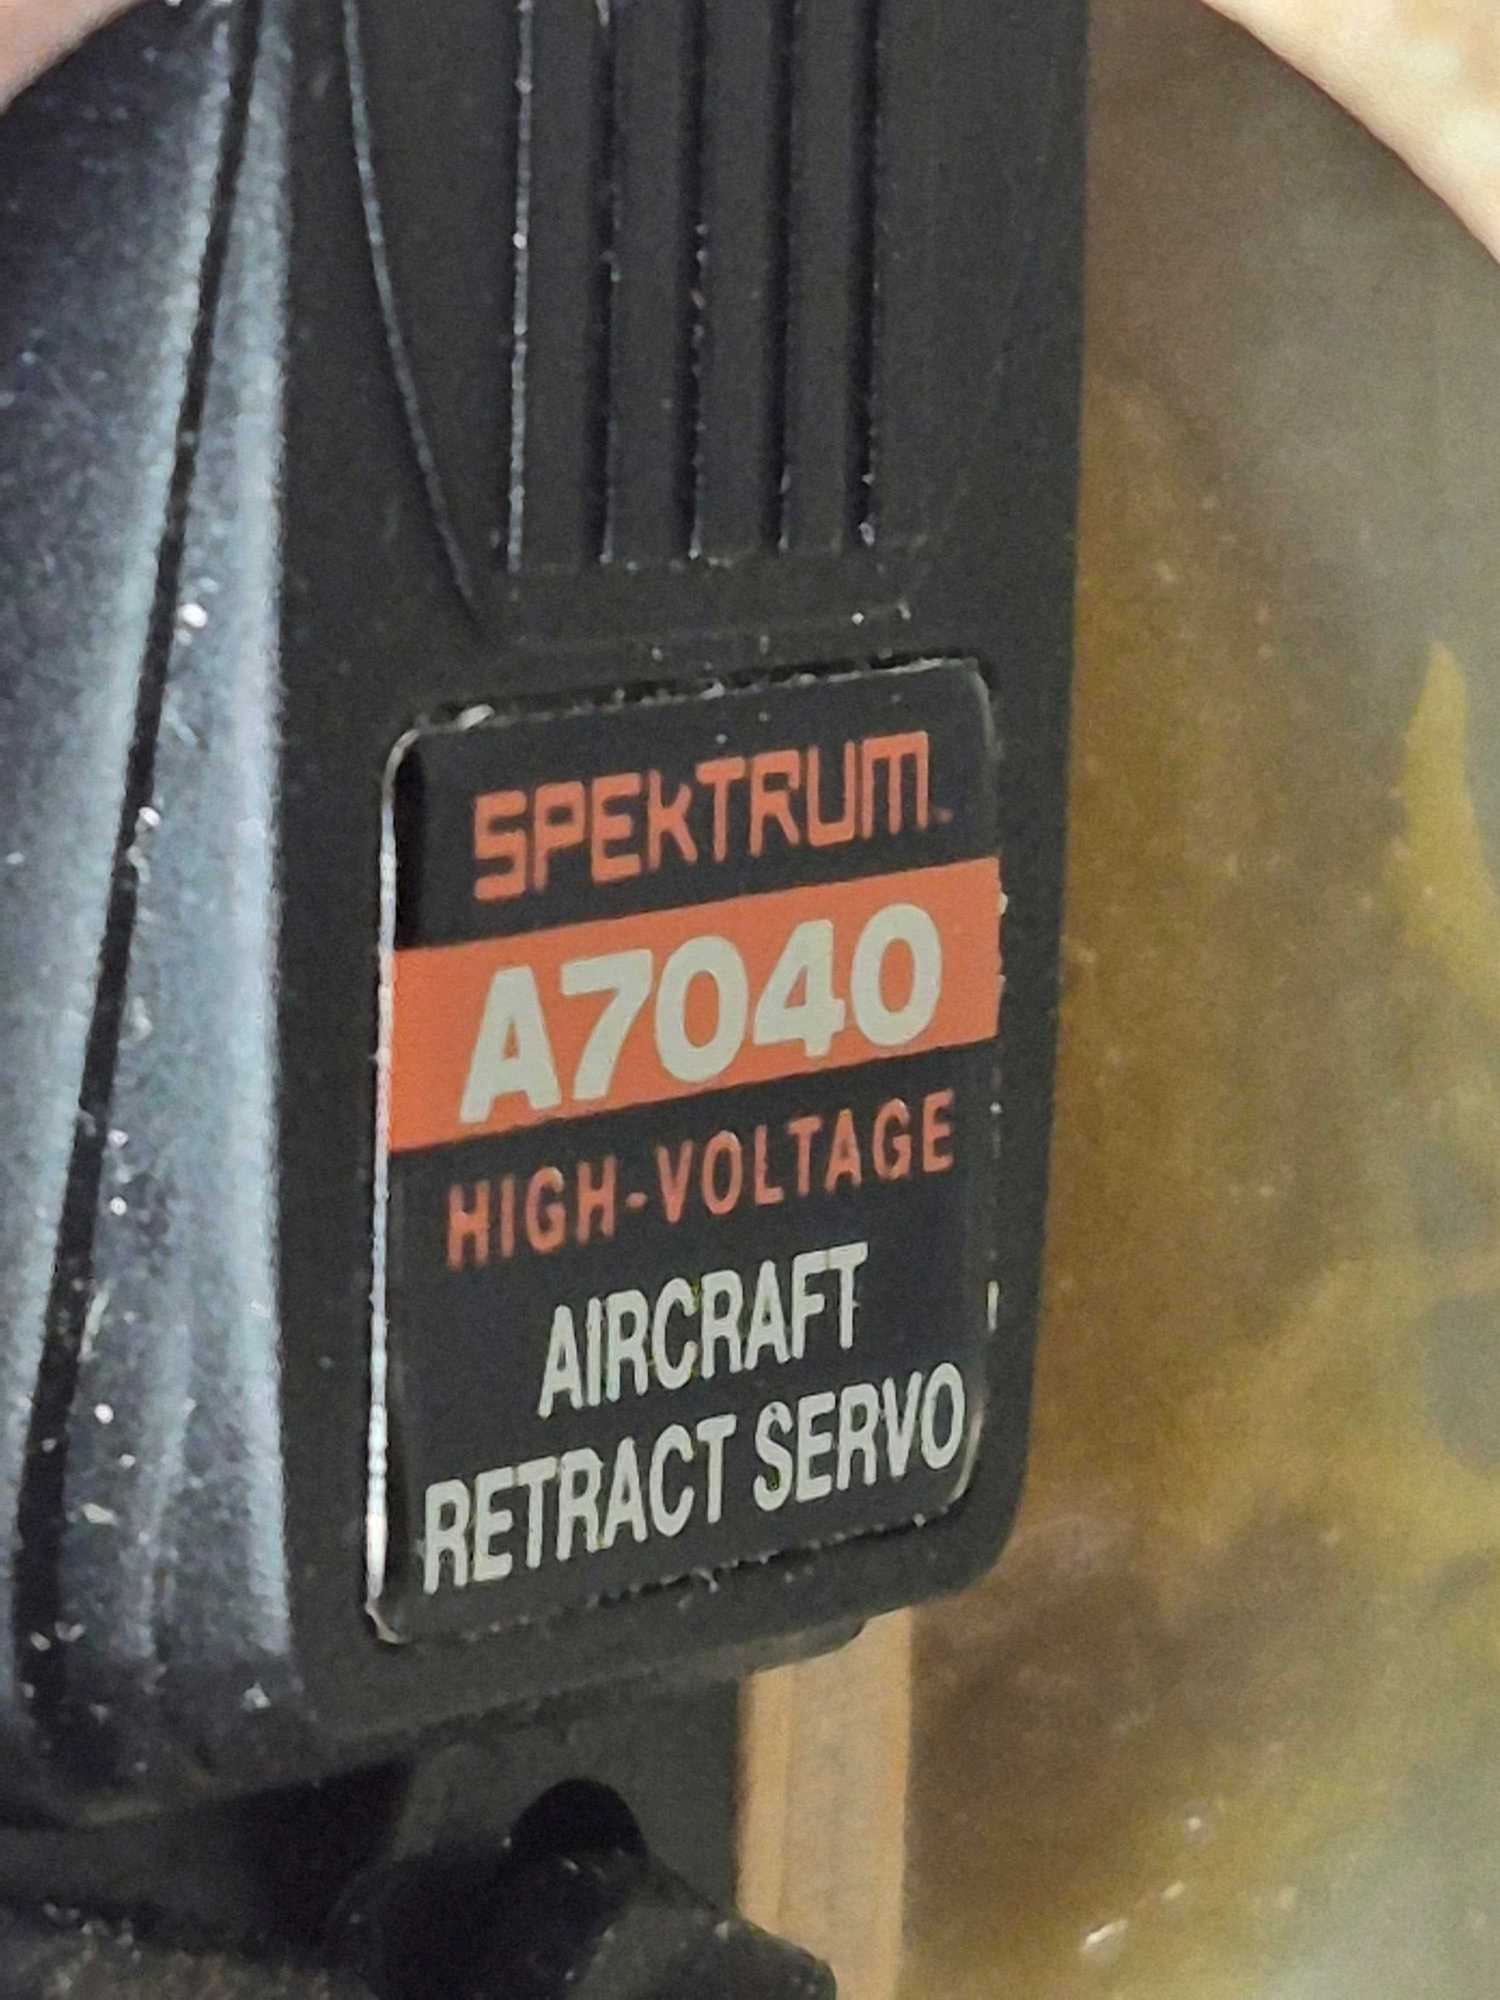 SPEKTRUM
A7040
HIGH-VOLTAGE
AIRCRAFT
RETRACT SERVO